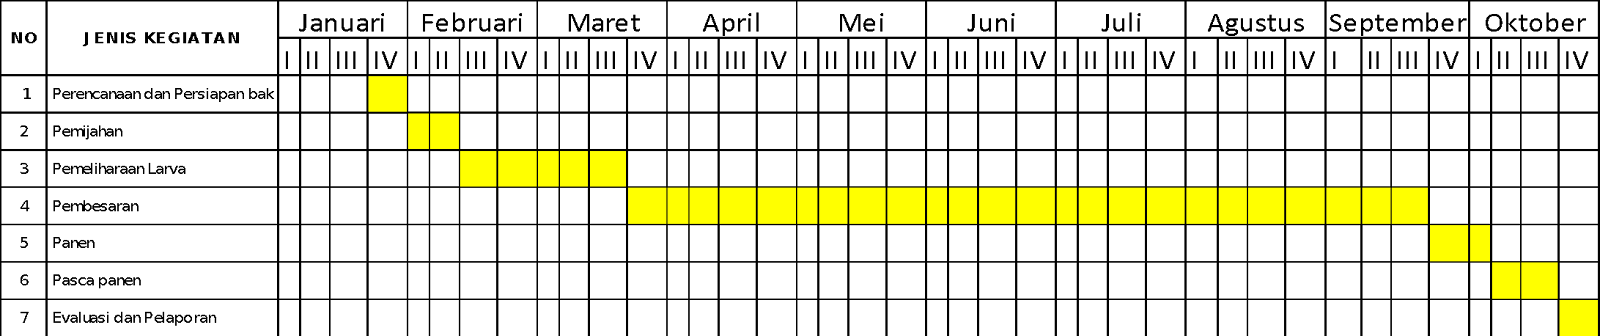 NO JENIS KEGIATAN Januari Februari Maret April Mei Juni Juli Agustus September Oktober
I II III IV I II III IV I II III IV I II III IV I II III IV I II III IV I II III IV I II III IV I II III IV I II III IV
1 Perencanaan dan Persiapan bak
2 Pemijahan
3 Pemeliharaan Larva
4 Pembesaran
5 Panen
6 Pasca panen
7 Evaluasi dan Pelaporan